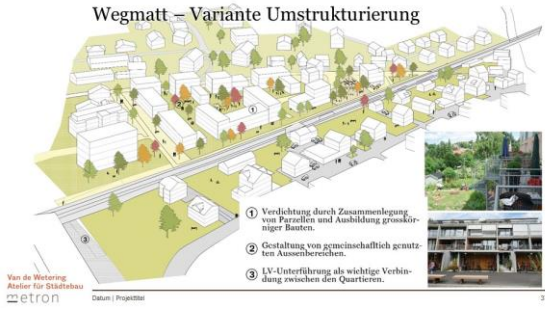 Wegmatt – Variante Umstrukturierung
② ①
③
① Verdichtung durch Zusammenlegung
von Parzellen und Ausbildung grosskör-
niger Bauten.
② Gestaltung von gemeinschaftlich genutz-
ten Aussenbereichen.
③ LV-Unterführung als wichtige Verbin-
dung zwischen den Quartieren.
Van de Wetering
Atelier für Städtebau
metron
Datum | Projekttitel
3